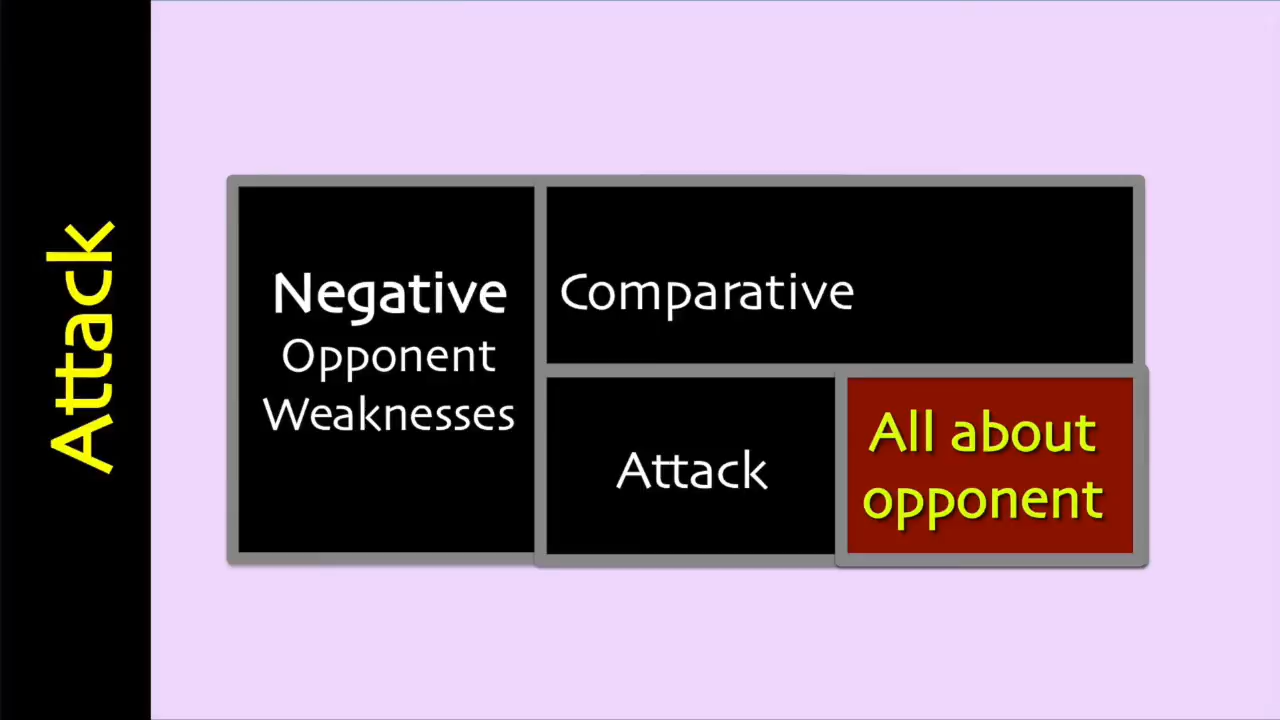 Attack
Negative
Opponent
Weaknesses
Comparative
Attack
All about
opponent